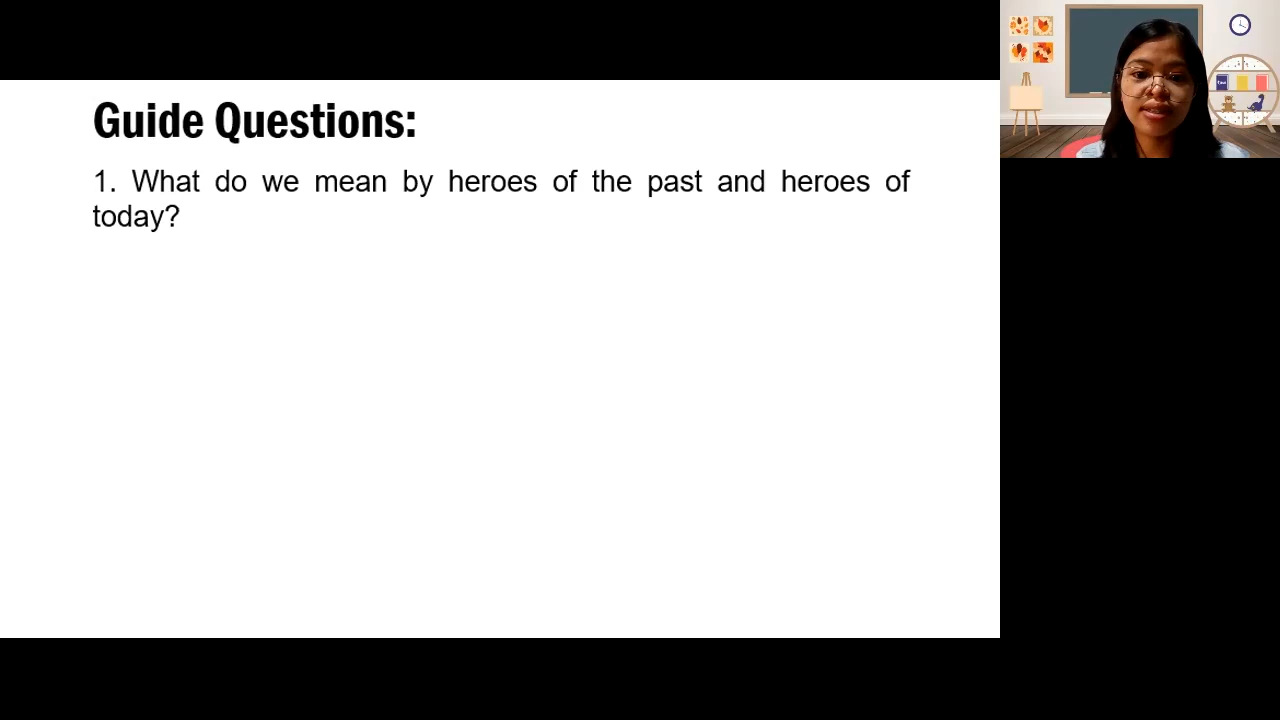 Guide Questions:
1. What do we mean by heroes of the past and heroes of
today?